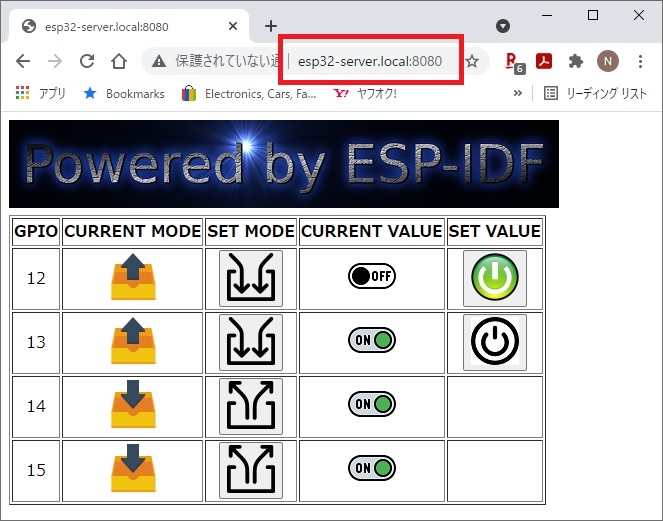 esp32-server.local:8080
保護されていない通
esp32-server.local:8080
6
N
アプリ
Bookmarks
Electronics, Cars, Fa...
Y!
ヤフオク!
»
リーディング リスト
Powered by ESP-IDF
GPIO CURRENT MODE SET MODE CURRENT VALUE SET VALUE
12 OFF
13 ON
14 ON
15 ON